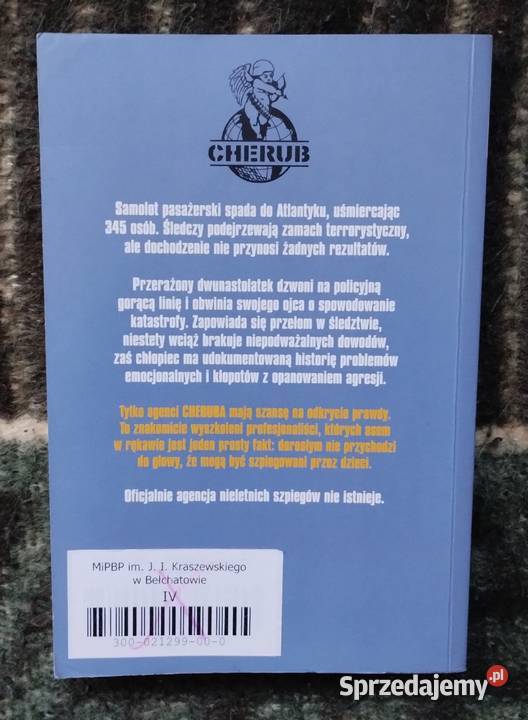 CHERUB
Samolot pasażerski spada do Atlantyku, uśmiercając
345 osób. Śledczy podejrzewają zamach terrorystyczny,
ale dochodzenie nie przynosi żadnych rezultatów.
Przerażony dwunastolatek dzwoni na policyjną
gorącą linię i obwinia swojego ojca o spowodowanie
katastrofy. Zapowiada się przełom w śledztwie,
niestety wciąż brakuje niepodważalnych dowodów,
zaś chłopiec ma udokumentowaną historię problemów
emocjonalnych i kłopotów z opanowaniem agresji.
Tylko agenci CHERUBA mają szansę na odkrycie prawdy.
To znakomicie wyszkoleni profesjonaliści, których asem
w rękawie jest jeden prosty fakt: dorosłym nie przychodzi
do głowy, że mogą być szpiegowani przez dzieci.
Oficjalnie agencja nieletnich szpiegów nie istnieje.
MiPBP im. J. I. Kraszewskiego
w Bełchatowie
IV
300-021299-00-0
Sprzedajemy.pl